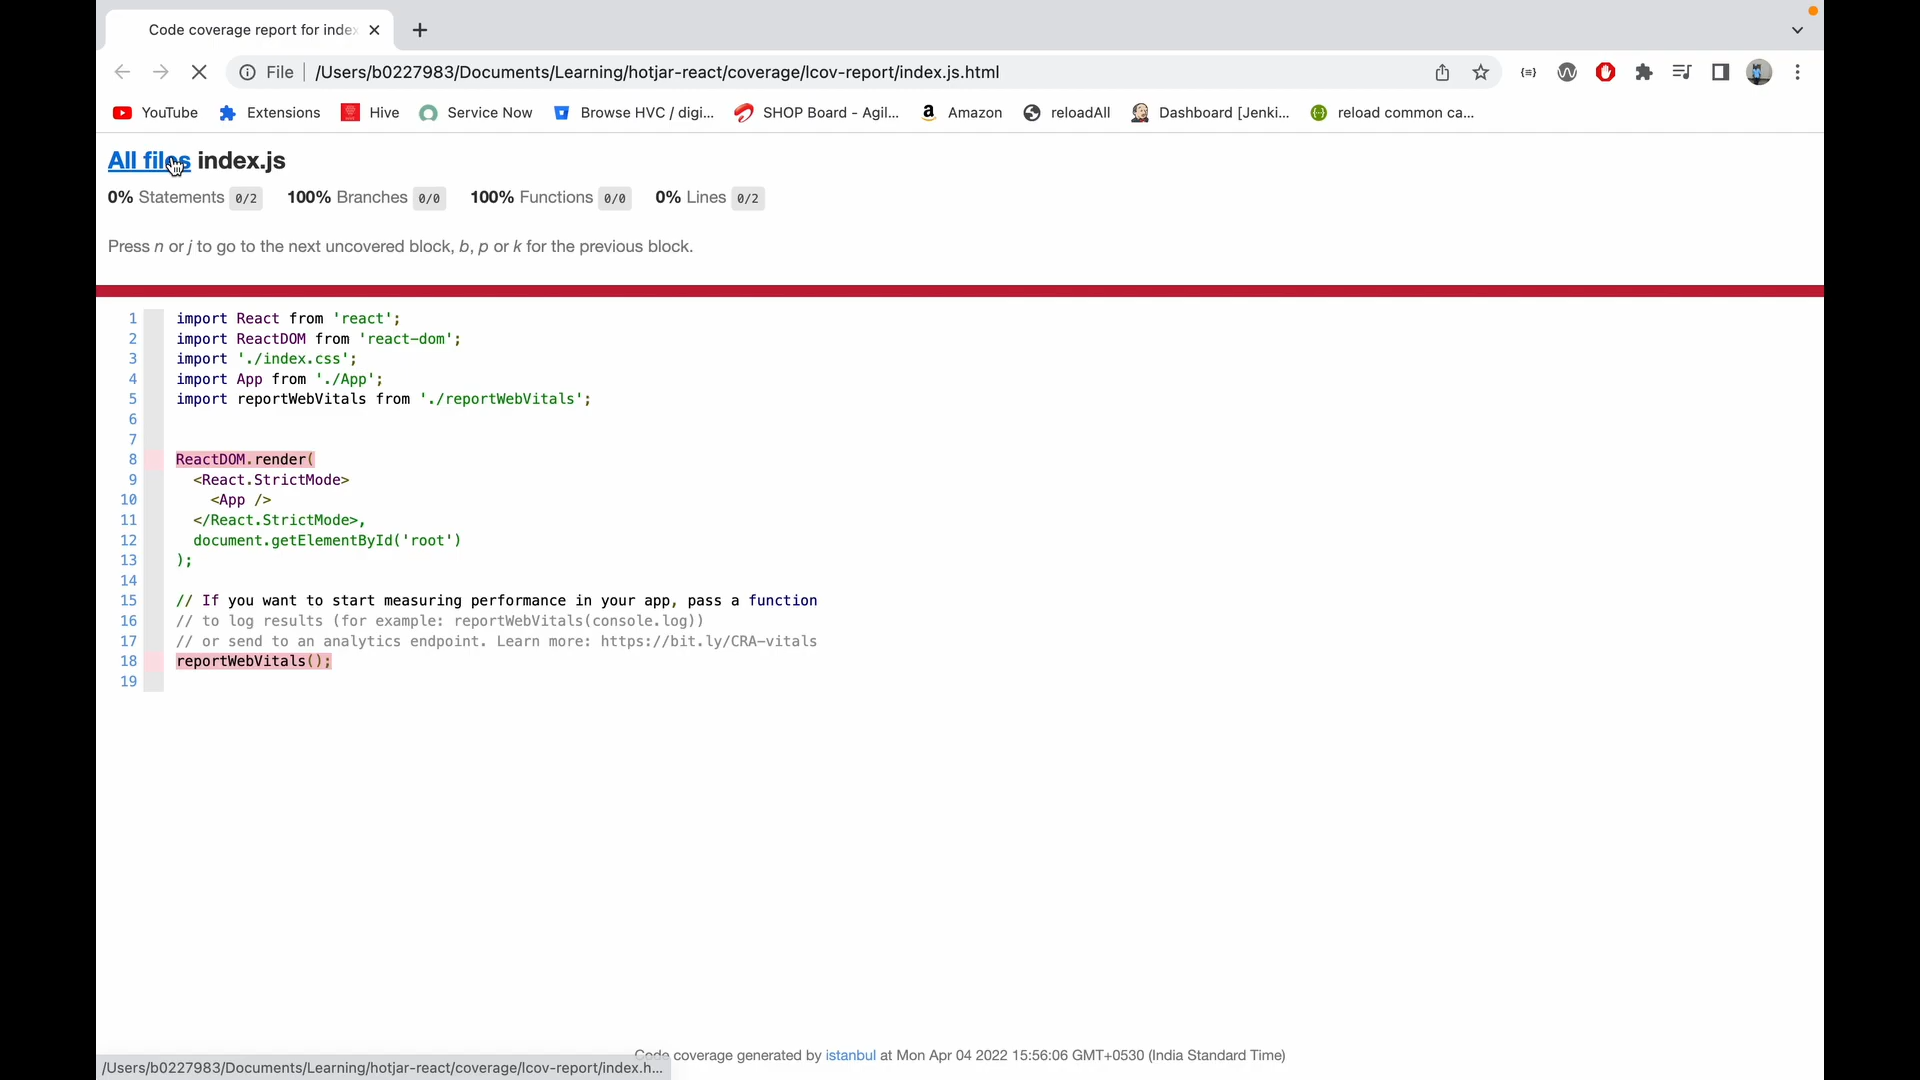 Code coverage report for index
File /Users/b0227983/Documents/Learning/hotjar-react/coverage/lcov-report/index.js.html
YouTube Extensions Hive Service Now Browse HVC / digi... SHOP Board - Agil... Amazon reloadAll Dashboard [Jenki... reload common ca...
All files index.js
0% Statements 0/2 100% Branches 0/0 100% Functions 0/0 0% Lines 0/2
Press n or j to go to the next uncovered block, b, p or k for the previous block.
1 import React from 'react';
2 import ReactDOM from 'react-dom';
3 import './index.css';
4 import App from './App';
5 import reportWebVitals from './reportWebVitals';
6
7
8 ReactDOM.render(
9 <React.StrictMode>
10 <App />
11 </React.StrictMode>,
12 document.getElementById('root')
13 );
14
15 // If you want to start measuring performance in your app, pass a function
16 // to log results (for example: reportWebVitals(console.log))
17 // or send to an analytics endpoint. Learn more: https://bit.ly/CRA-vitals
18 reportWebVitals();
19
Code coverage generated by istanbul at Mon Apr 04 2022 15:56:06 GMT+0530 (India Standard Time)
/Users/b0227983/Documents/Learning/hotjar-react/coverage/lcov-report/index.h...